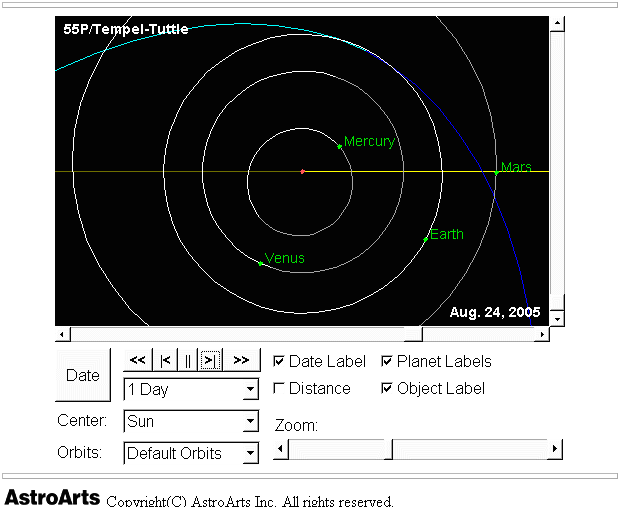 55P/Tempel-Tuttle
Mercury
Mars
Earth
Venus
Aug. 24, 2005
Date
<< |< || >| >>
Date Label
Planet Labels
1 Day
Distance
Object Label
Center:
Sun
Zoom:
Orbits:
Default Orbits
AstroArts Copyright(C) AstroArts Inc. All rights reserved.